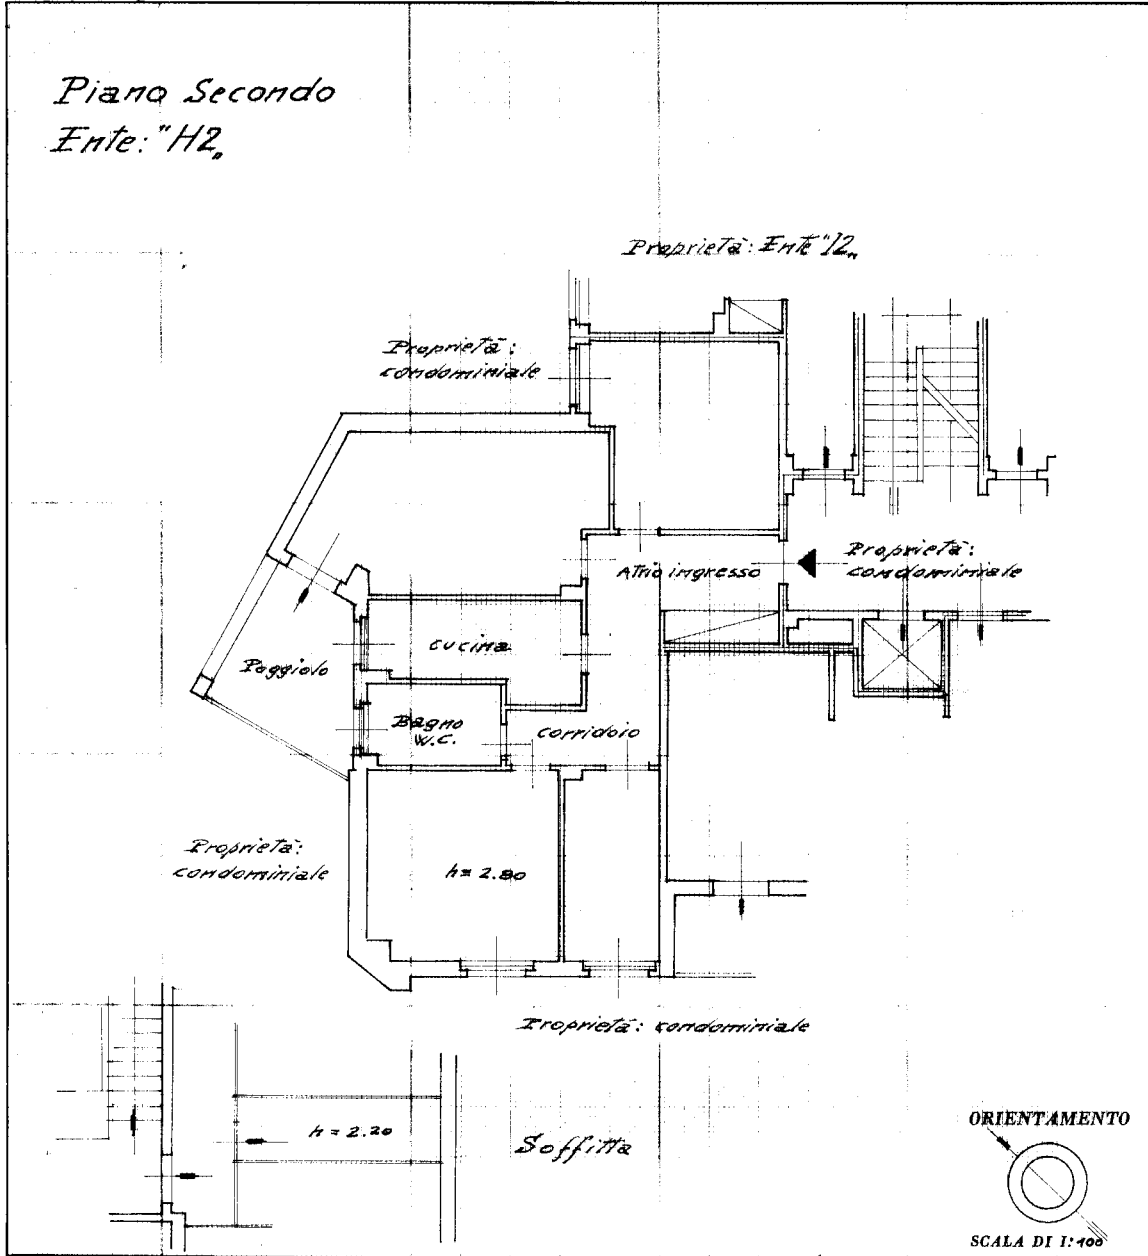 Piano Secondo
Ente: "H2„
Proprietà: Ente "I2„
Proprietà:
condominiale
Atrio ingresso
Proprietà:
condominiale
cucina
Poggiolo
Bagno
W.C.
corridoio
Proprietà:
condominiale
h= 2.80
Proprietà: condominiale
h = 2.20
Soffitta
ORIENTAMENTO
SCALA DI 1:100